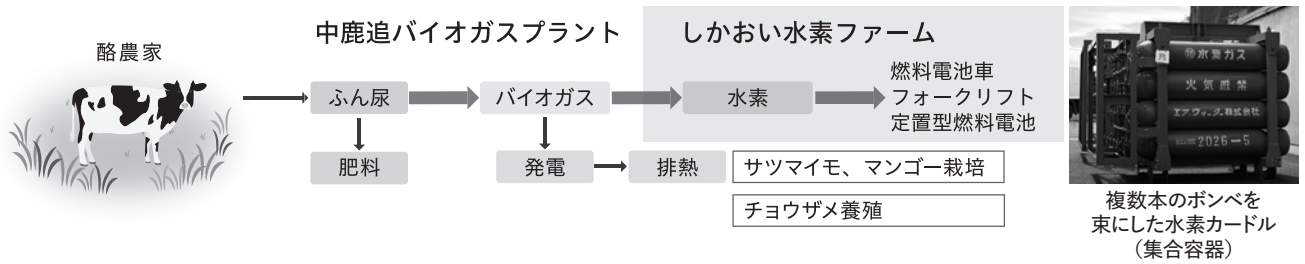 酪農家
中鹿追バイオガスプラント
ふん尿
肥料
バイオガス
発電
排熱
サツマイモ、マンゴー栽培
チョウザメ養殖
しかおい水素ファーム
水素
燃料電池車
フォークリフト
定置型燃料電池
水素ガス
火気厳禁
エア・ウォーター株式会社
2026-5
複数本のボンベを
束にした水素カードル
（集合容器）